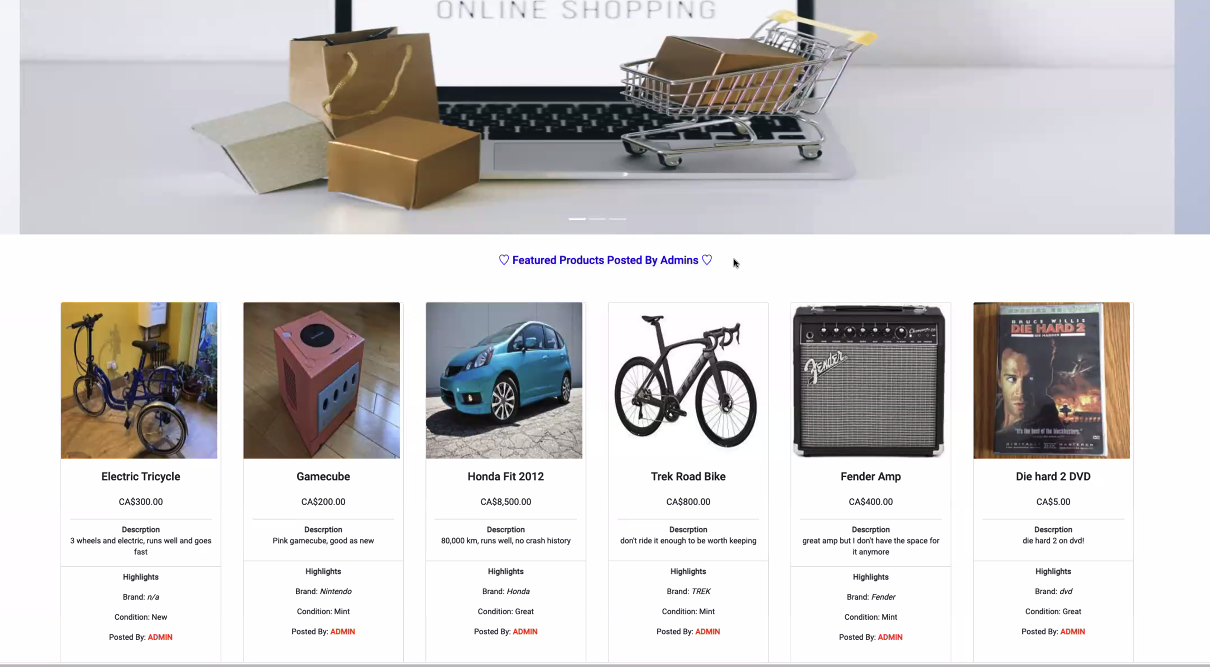 ONLINE SHOPPING
♡ Featured Products Posted By Admins ♡
Fender
BRUCE WILLIS
DIE HARD 2
Electric Tricycle
CA$300.00
Descrption
3 wheels and electric, runs well and goes
fast
Highlights
Brand: n/a
Condition: New
Posted By: ADMIN
Gamecube
CA$200.00
Descrption
Pink gamecube, good as new
Highlights
Brand: Nintendo
Condition: Mint
Posted By: ADMIN
Honda Fit 2012
CA$8,500.00
Descrption
80,000 km, runs well, no crash history
Highlights
Brand: Honda
Condition: Great
Posted By: ADMIN
Trek Road Bike
CA$800.00
Descrption
don't ride it enough to be worth keeping
Highlights
Brand: TREK
Condition: Mint
Posted By: ADMIN
Fender Amp
CA$400.00
Descrption
great amp but I don't have the space for
it anymore
Highlights
Brand: Fender
Condition: Mint
Posted By: ADMIN
Die hard 2 DVD
CA$5.00
Descrption
die hard 2 on dvd!
Highlights
Brand: dvd
Condition: Great
Posted By: ADMIN